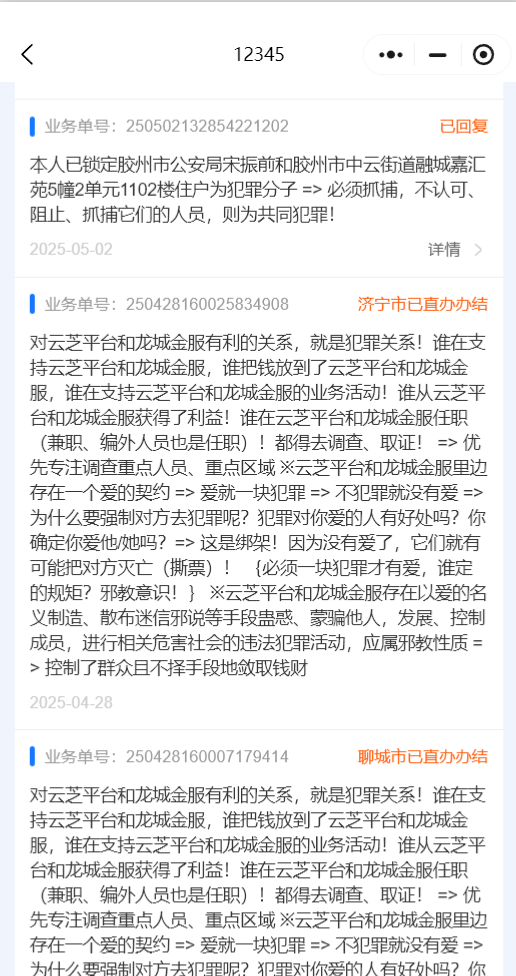 12345
业务单号：250502132854221202 已回复
本人已锁定胶州市公安局宋振前和胶州市中云街道融城嘉汇
苑5幢2单元1102楼住户为犯罪分子 => 必须抓捕，不认可、
阻止、抓捕它们的人员，则为共同犯罪！
2025-05-02 详情
业务单号：250428160025834908 济宁市已直办办结
对云芝平台和龙城金服有利的关系，就是犯罪关系！谁在支
持云芝平台和龙城金服，谁把钱放到了云芝平台和龙城金
服，谁在支持云芝平台和龙城金服的业务活动！谁从云芝平
台和龙城金服获得了利益！谁在云芝平台和龙城金服任职
（兼职、编外人员也是任职）！都得去调查、取证！ => 优
先专注调查重点人员、重点区域 ※云芝平台和龙城金服里边
存在一个爱的契约 => 爱就一块犯罪 => 不犯罪就没有爱 =>
为什么要强制对方去犯罪呢？犯罪对你爱的人有好处吗？你
确定你爱他/她吗？=> 这是绑架！因为没有爱了，它们就有
可能把对方灭亡（撕票）！ ｛必须一块犯罪才有爱，谁定
的规矩？邪教意识！｝ ※云芝平台和龙城金服存在以爱的名
义制造、散布迷信邪说等手段蛊惑、蒙骗他人，发展、控制
成员，进行相关危害社会的违法犯罪活动，应属邪教性质 =
> 控制了群众且不择手段地敛取钱财
2025-04-28
业务单号：250428160007179414 聊城市已直办办结
对云芝平台和龙城金服有利的关系，就是犯罪关系！谁在支
持云芝平台和龙城金服，谁把钱放到了云芝平台和龙城金
服，谁在支持云芝平台和龙城金服的业务活动！谁从云芝平
台和龙城金服获得了利益！谁在云芝平台和龙城金服任职
（兼职、编外人员也是任职）！都得去调查、取证！ => 优
先专注调查重点人员、重点区域 ※云芝平台和龙城金服里边
存在一个爱的契约 => 爱就一块犯罪 => 不犯罪就没有爱 =>
为什么要强制对方去犯罪呢？犯罪对你爱的人有好处吗？你